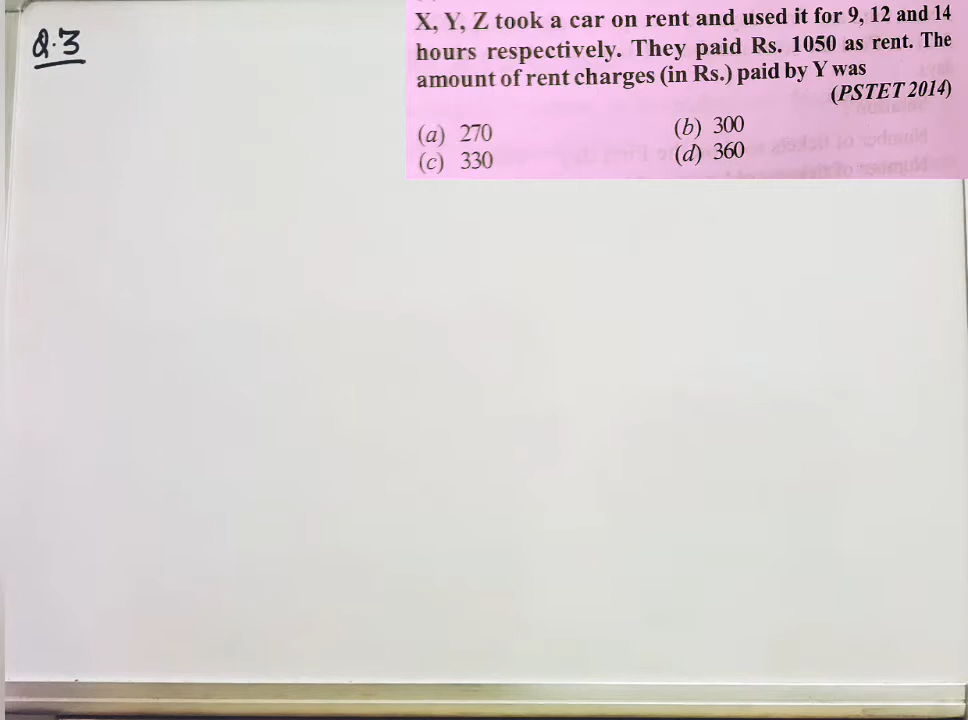 Q.3
X, Y, Z took a car on rent and used it for 9, 12 and 14
hours respectively. They paid Rs. 1050 as rent. The
amount of rent charges (in Rs.) paid by Y was
(PSTET 2014)
(a) 270 (b) 300
(c) 330 (d) 360